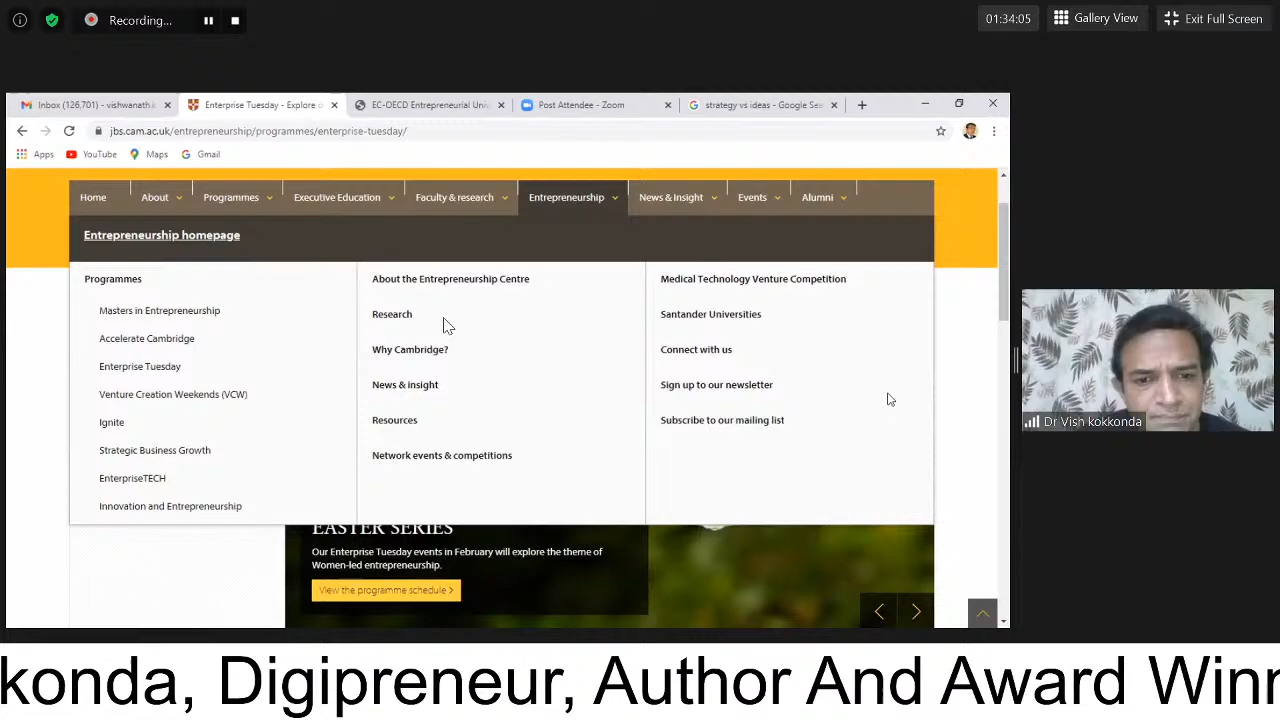 Recording...
01:34:05
Gallery View
Exit Full Screen
Inbox (126,701) - vishwanath.
Enterprise Tuesday - Explore
EC-OECD Entrepreneurial Univ
Post Attendee - Zoom
strategy vs ideas - Google Sea
jbs.cam.ac.uk/entrepreneurship/programmes/enterprise-tuesday/
Apps
YouTube
Maps
Gmail
Home
About
Programmes
Executive Education
Faculty & research
Entrepreneurship
News & Insight
Events
Alumni
Entrepreneurship homepage
Programmes
Masters in Entrepreneurship
Accelerate Cambridge
Enterprise Tuesday
Venture Creation Weekends (VCW)
Ignite
Strategic Business Growth
EnterpriseTECH
Innovation and Entrepreneurship
About the Entrepreneurship Centre
Research
Why Cambridge?
News & insight
Resources
Network events & competitions
Medical Technology Venture Competition
Santander Universities
Connect with us
Sign up to our newsletter
Subscribe to our mailing list
EASTER SERIES
Our Enterprise Tuesday events in February will explore the theme of
Women-led entrepreneurship.
View the programme schedule
Dr Vish kokkonda
konda, Digipreneur, Author And Award Winn